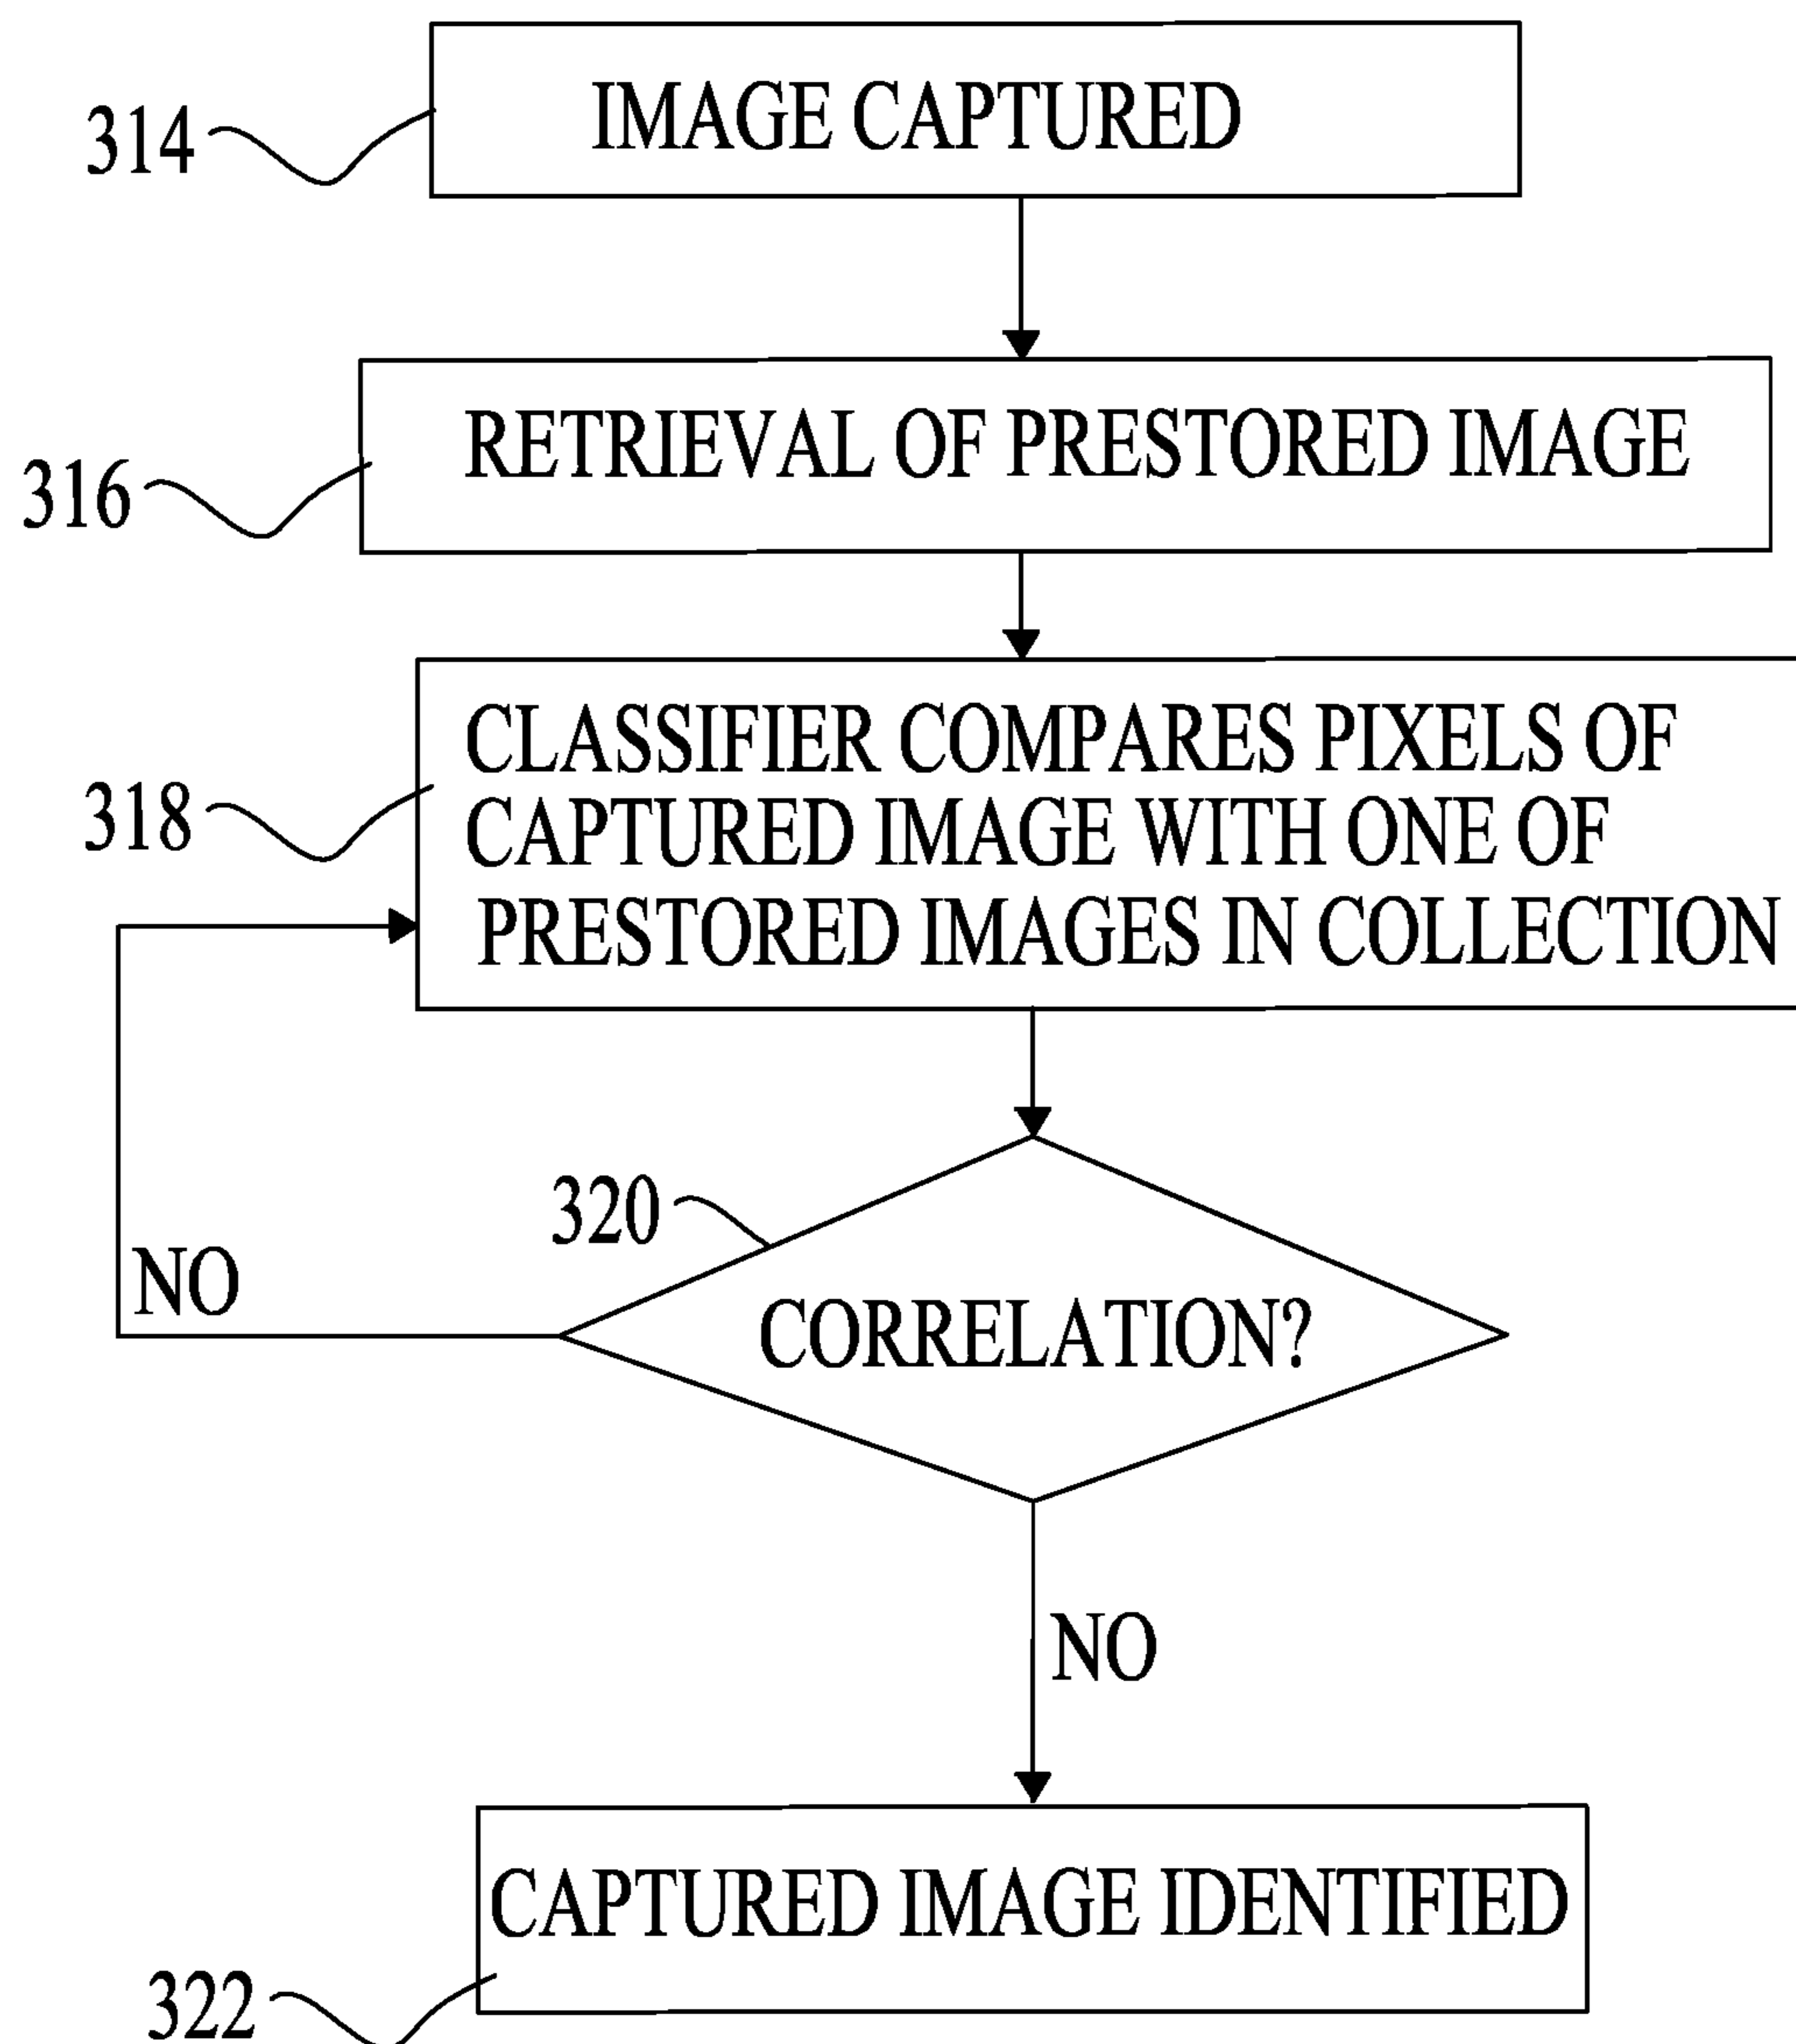 IMAGE CAPTURED
314
RETRIEVAL OF PRESTORED IMAGE
316
CLASSIFIER COMPARES PIXELS OF
CAPTURED IMAGE WITH ONE OF
PRESTORED IMAGES IN COLLECTION
318
320
NO
CORRELATION?
NO
CAPTURED IMAGE IDENTIFIED
322